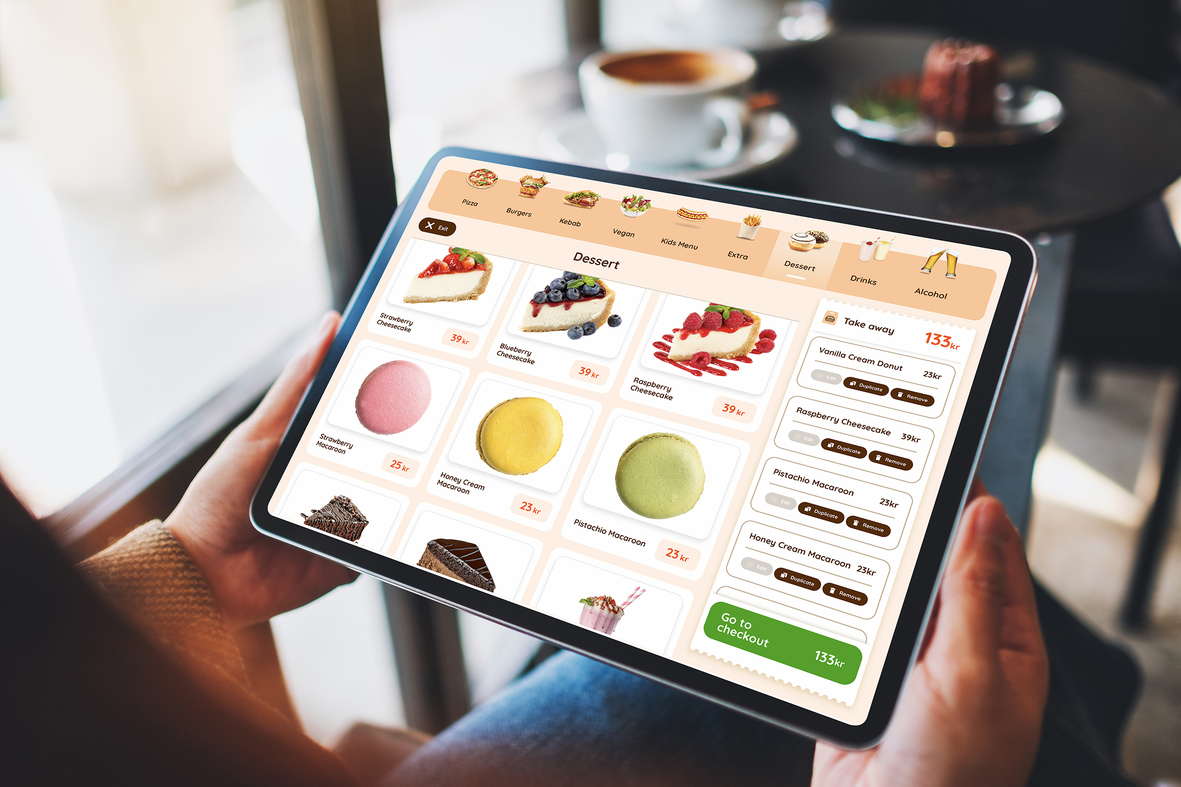 Pizza
Burgers
Kebab
Vegan
Kids Menu
Extra
Dessert
Drinks
Alcohol
Exit
Dessert
Strawberry
Cheesecake
39 kr
Blueberry
Cheesecake
39 kr
Raspberry
Cheesecake
39 kr
Strawberry
Macaroon
25 kr
Honey Cream
Macaroon
23 kr
Pistachio Macaroon
23 kr
Take away
133kr
Vanilla Cream Donut 23kr
Edit Duplicate Remove
Raspberry Cheesecake 39kr
Edit Duplicate Remove
Pistachio Macaroon 23kr
Edit Duplicate Remove
Honey Cream Macaroon 23kr
Edit Duplicate Remove
Go to
checkout
133kr